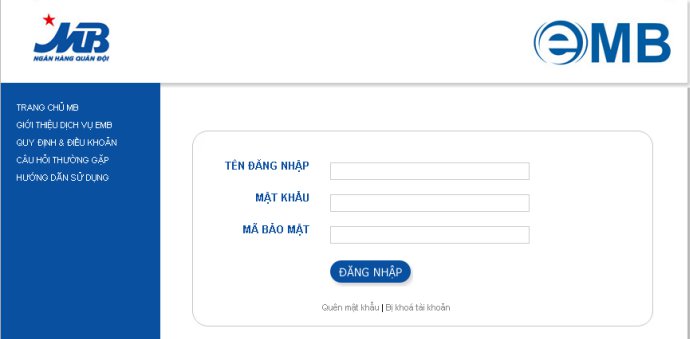 MB
NGÂN HÀNG QUÂN ĐỘI
eMB
TRANG CHỦ MB
GIỚI THIỆU DỊCH VỤ EMB
QUY ĐỊNH & ĐIỀU KHOẢN
CÂU HỎI THƯỜNG GẶP
HƯỚNG DẪN SỬ DỤNG
TÊN ĐĂNG NHẬP
MẬT KHẨU
MÃ BẢO MẬT
ĐĂNG NHẬP
Quên mật khẩu | Bị khoá tài khoản